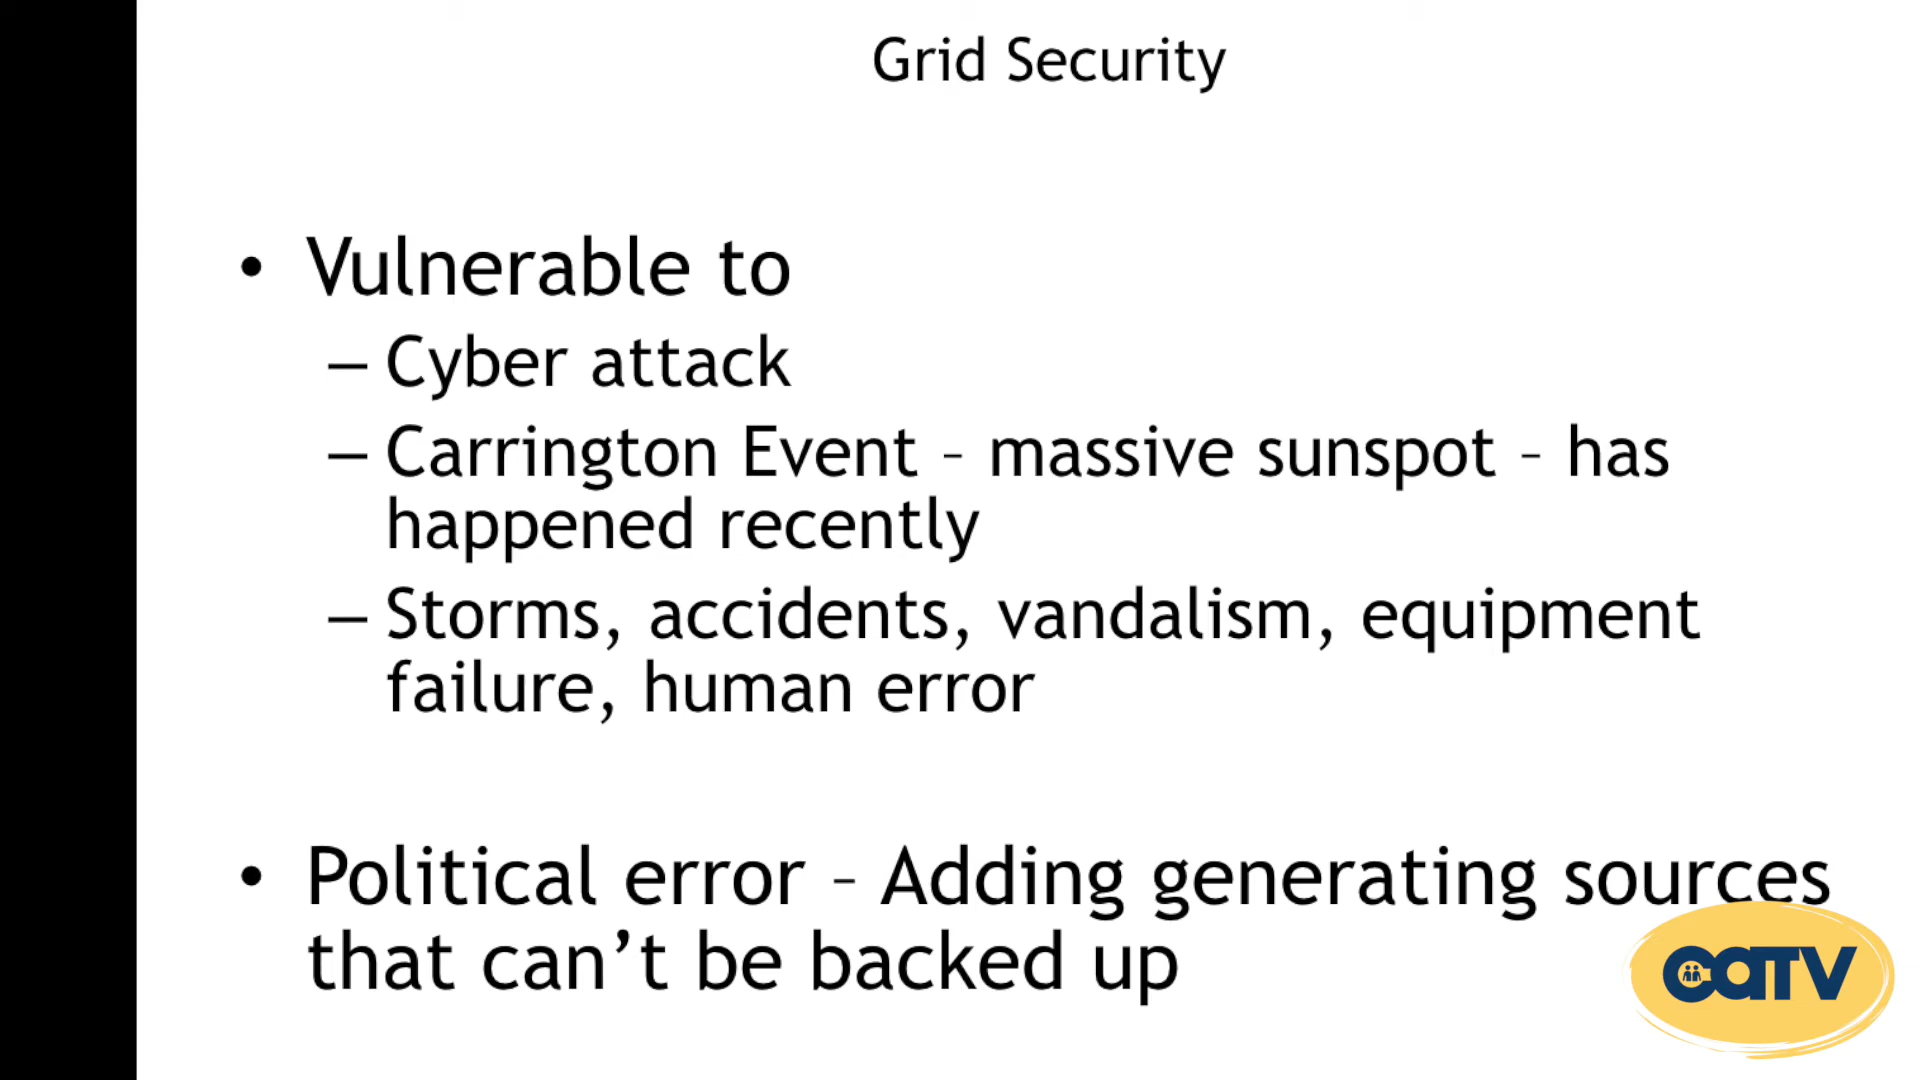 Grid Security
• Vulnerable to
– Cyber attack
– Carrington Event – massive sunspot – has
happened recently
– Storms, accidents, vandalism, equipment
failure, human error
• Political error – Adding generating sources
that can’t be backed up
CATV